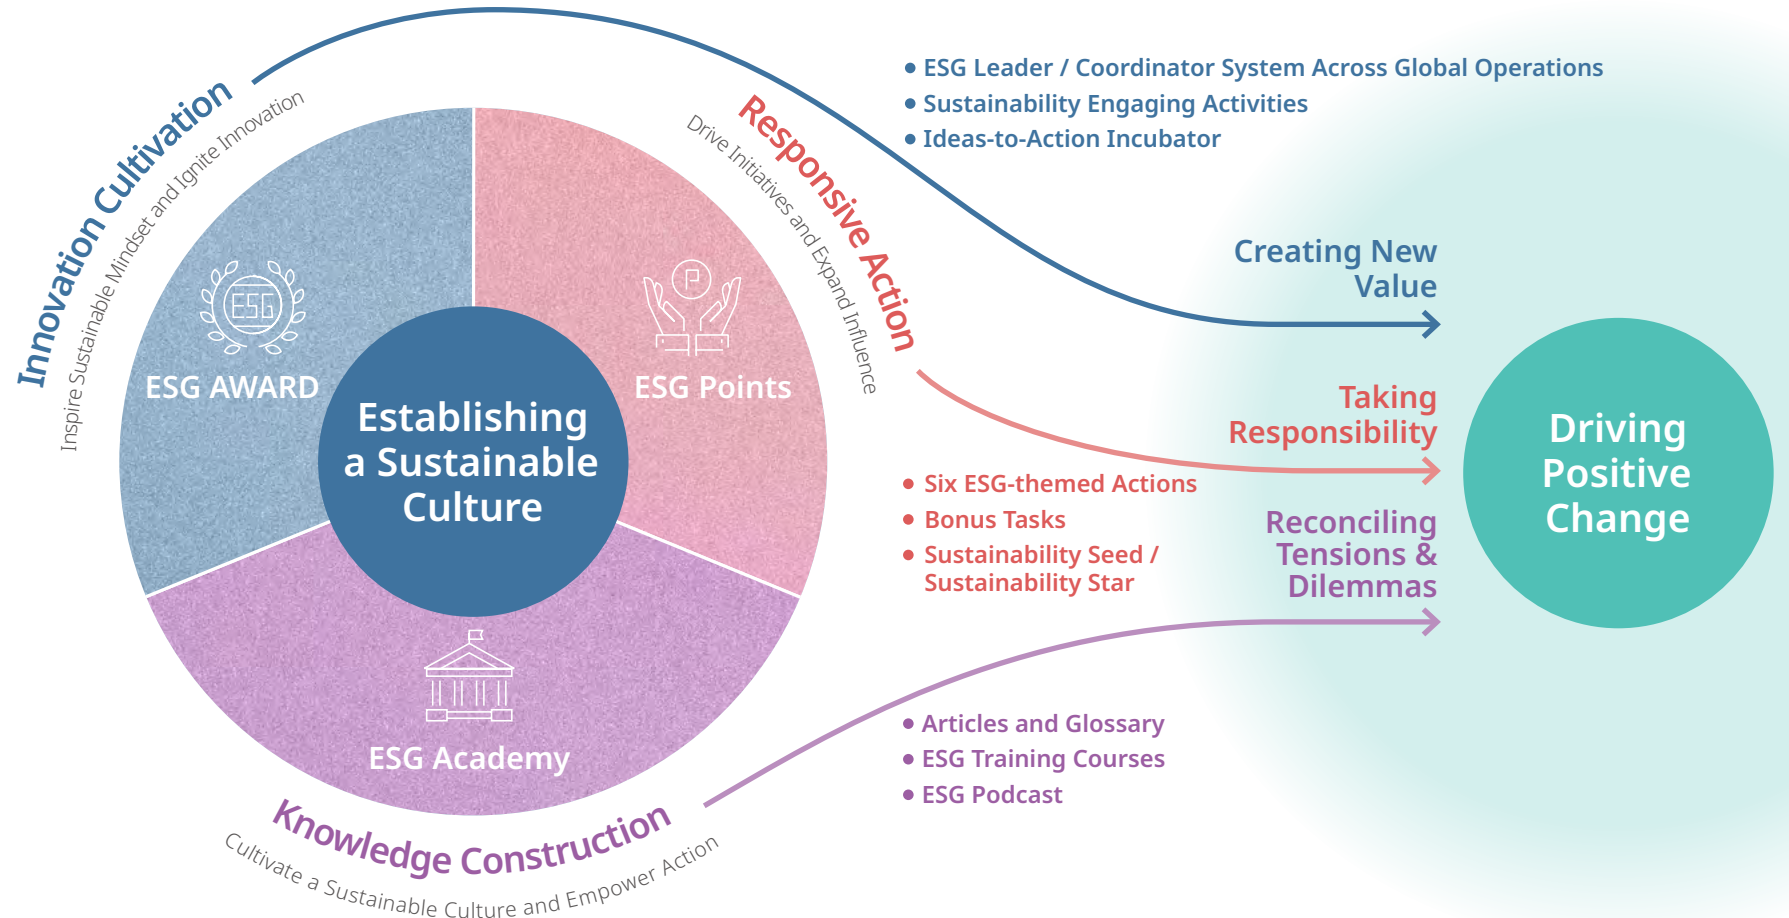 Innovation Cultivation
Inspire Sustainable Mindset and Ignite Innovation
ESG
ESG AWARD
Responsive Action
Drive Initiatives and Expand Influence
P
ESG Points
Establishing
a Sustainable
Culture
ESG Academy
Knowledge Construction
Cultivate a Sustainable Culture and Empower Action
• ESG Leader / Coordinator System Across Global Operations
• Sustainability Engaging Activities
• Ideas-to-Action Incubator
Creating New
Value
Taking
Responsibility
• Six ESG-themed Actions
• Bonus Tasks
• Sustainability Seed /
Sustainability Star
Reconciling
Tensions &
Dilemmas
• Articles and Glossary
• ESG Training Courses
• ESG Podcast
Driving
Positive
Change